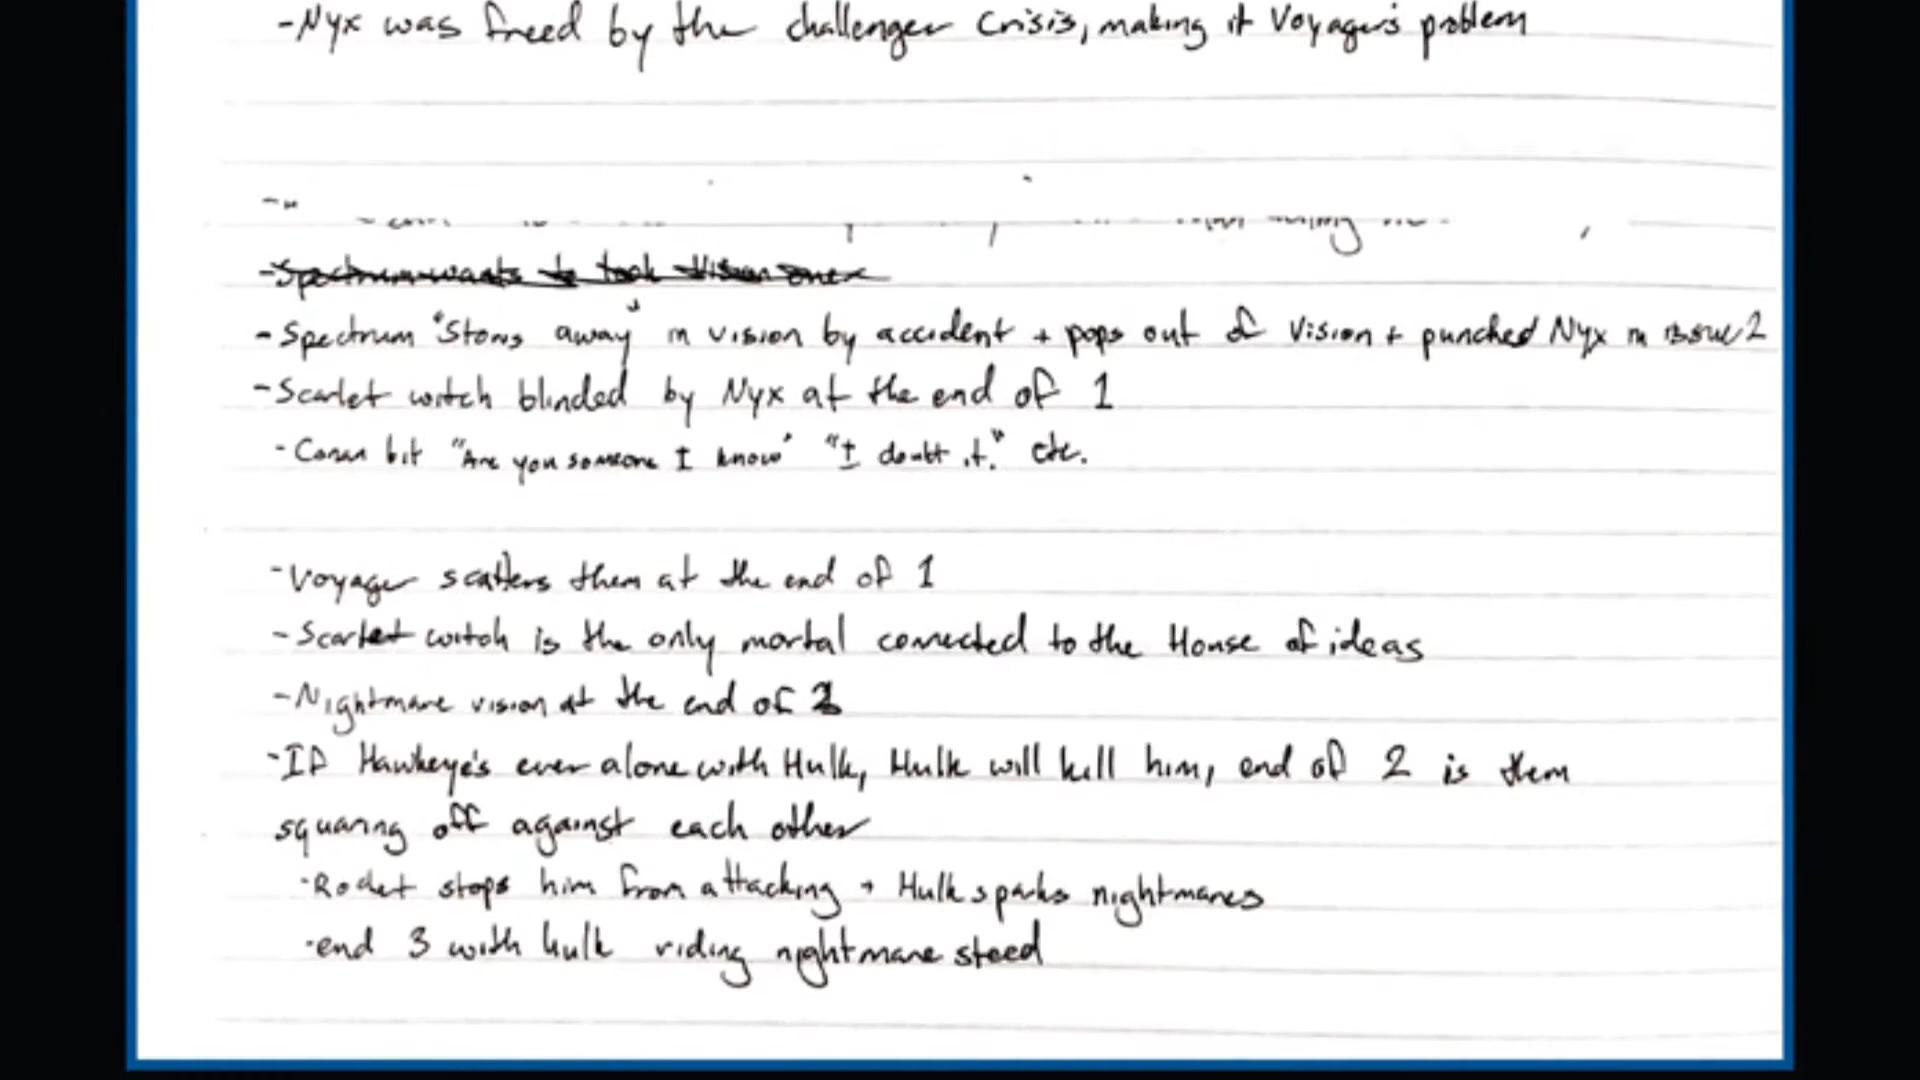 -Nyx was freed by the challenger Crisis, making it Voyager's problem
-Spectrum wants to
-Spectrum "Stows away" in vision by accident + pops out of Vision + punched Nyx in issue 2
-Scarlet witch blinded by Nyx at the end of 1
-Conan bit "Are you someone I know" "I doubt it." etc.
-Voyager scatters them at the end of 1
-Scarlet witch is the only mortal connected to the House of ideas
-Nightmare vision at the end of 2
-If Hawkeye's ever alone with Hulk, Hulk will kill him, end of 2 is them
squaring off against each other
-Rocket stops him from attacking + Hulk sparks nightmares
-end 3 with hulk riding nightmare steed